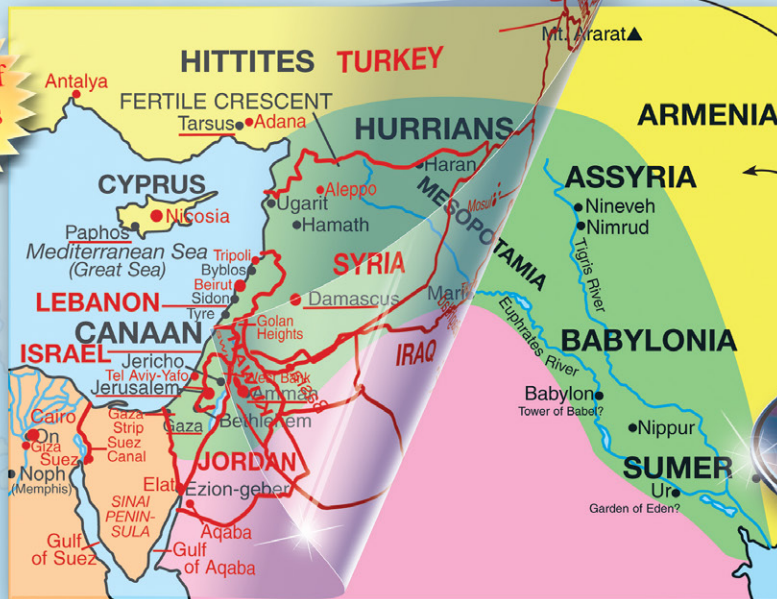 Mt. Ararat
HITTITES TURKEY
Antalya
FERTILE CRESCENT
Tarsus Adana
HURRIANS
ARMENIA
Haran
ASSYRIA
CYPRUS
Aleppo
Ugarit
MESOPOTAMIA
Mosul
Nineveh
Nicosia
Hamath
Nimrud
Paphos
Mediterranean Sea
(Great Sea)
Tripoli
Byblos
SYRIA
Tigris River
Beirut
LEBANON
Sidon
Damascus
Mari
Tyre
Euphrates River
CANAAN
Golan
Heights
ISRAEL
IRAQ
BABYLONIA
Jericho
Tel Aviv-Yafo
West Bank
Jerusalem
Amman
Babylon
Tower of Babel?
Cairo
On
Giza
Gaza
Strip
Suez
Canal
Gaza
Bethlehem
Nippur
Suez
JORDAN
SUMER
Noph
(Memphis)
Elat
Ezion-geber
Ur
Garden of Eden?
SINAI
PENIN-
SULA
Aqaba
Gulf
of Suez
Gulf
of Aqaba